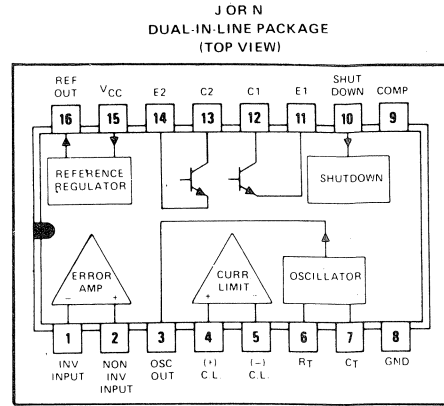 J OR N
DUAL-IN-LINE PACKAGE
(TOP VIEW)
REF OUT VCC E2 C2 C1 E1 SHUT DOWN COMP
16 15 14 13 12 11 10 9
REFERENCE REGULATOR
SHUTDOWN
ERROR AMP
- +
CURR LIMIT
+ -
OSCILLATOR
1 2 3 4 5 6 7 8
INV INPUT
NON INV INPUT
OSC OUT
(+) C.L.
(−) C.L.
RT
CT
GND